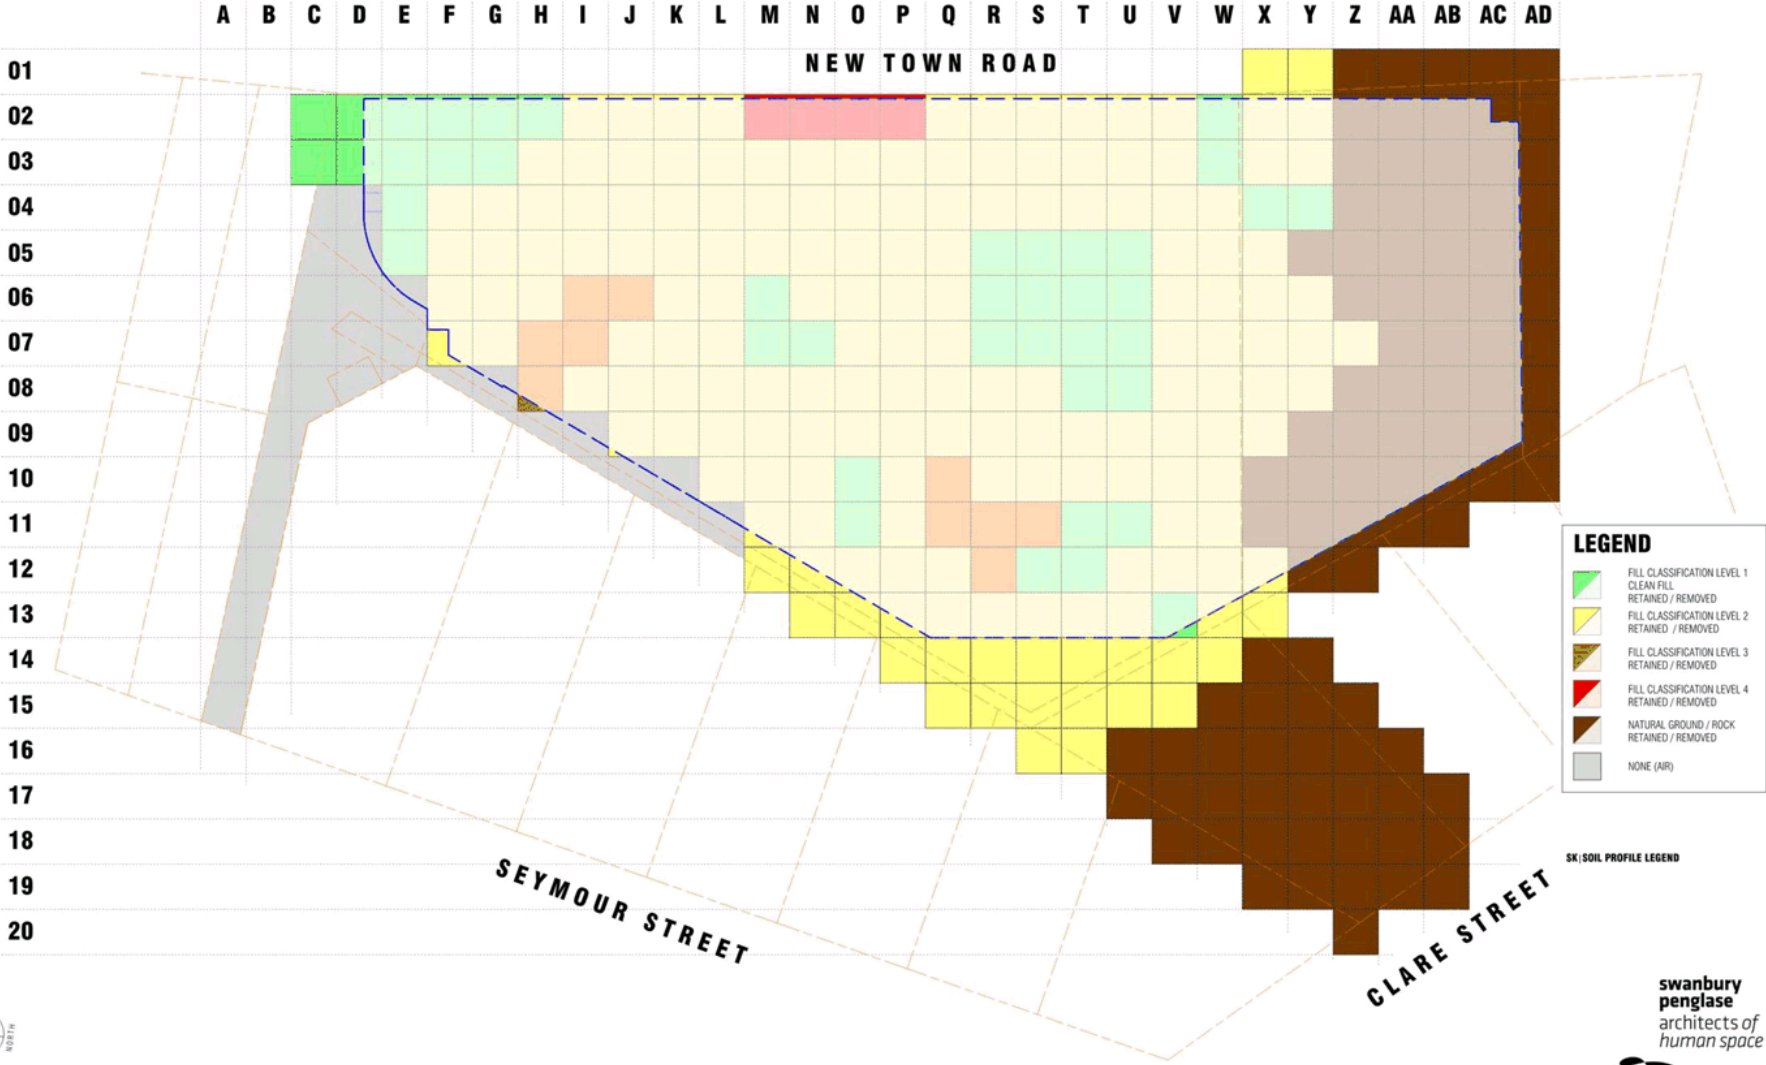 A B C D E F G H I J K L M N O P Q R S T U V W X Y Z AA AB AC AD
NEW TOWN ROAD
01
02
03
04
05
06
07
08
09
10
11
12
13
14
15
16
17
18
19
20
LEGEND
FILL CLASSIFICATION LEVEL 1
CLEAN FILL
RETAINED / REMOVED
FILL CLASSIFICATION LEVEL 2
RETAINED / REMOVED
FILL CLASSIFICATION LEVEL 3
RETAINED / REMOVED
FILL CLASSIFICATION LEVEL 4
RETAINED / REMOVED
NATURAL GROUND / ROCK
RETAINED / REMOVED
NONE (AIR)
SK|SOIL PROFILE LEGEND
SEYMOUR STREET
CLARE STREET
swanbury
penglase
architects of
human space
NORTH